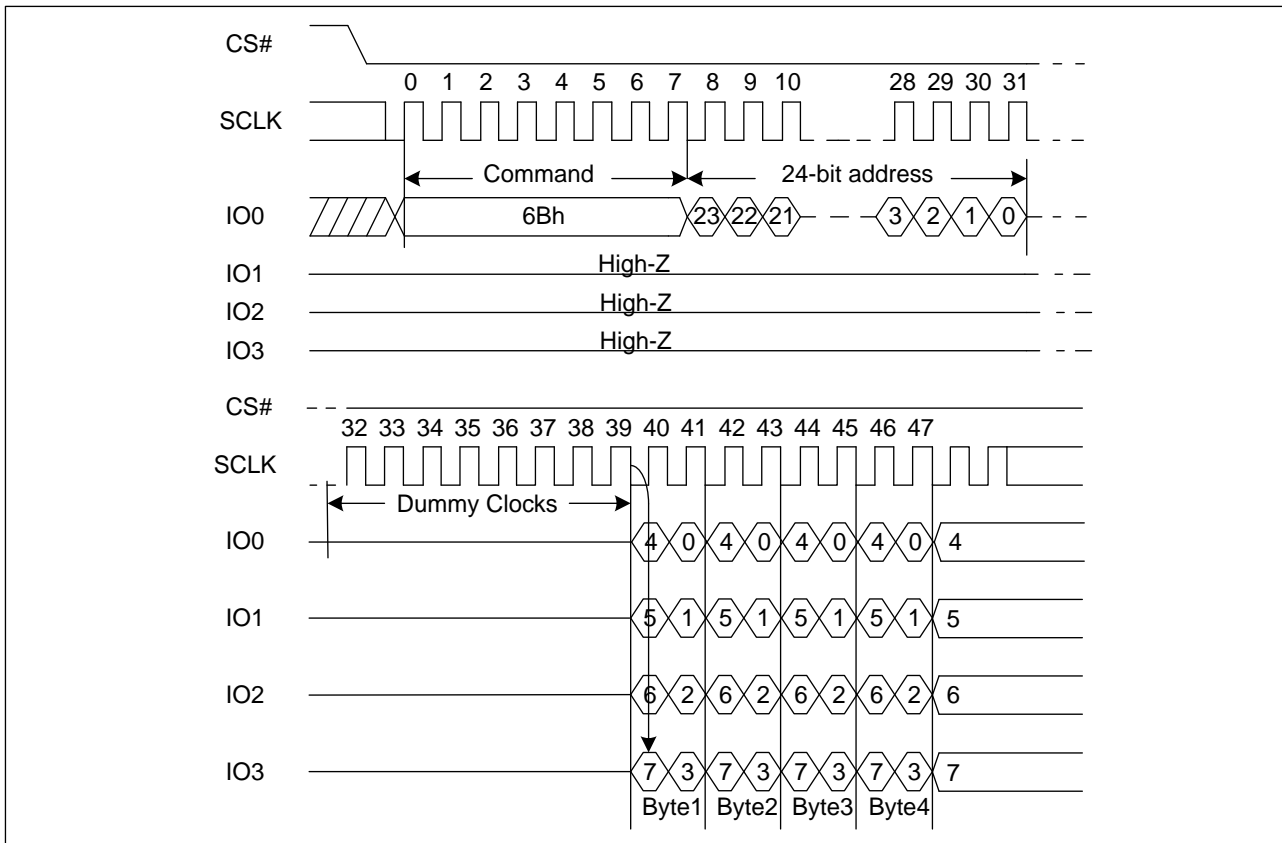 CS#
0 1 2 3 4 5 6 7 8 9 10 28 29 30 31
SCLK
Command 24-bit address
IO0 6Bh 23 22 21 3 2 1 0
High-Z
IO1
High-Z
IO2
High-Z
IO3
CS#
32 33 34 35 36 37 38 39 40 41 42 43 44 45 46 47
SCLK
Dummy Clocks
IO0 4 0 4 0 4 0 4 0 4
IO1 5 1 5 1 5 1 5 1 5
IO2 6 2 6 2 6 2 6 2 6
IO3 7 3 7 3 7 3 7 3 7
Byte1 Byte2 Byte3 Byte4